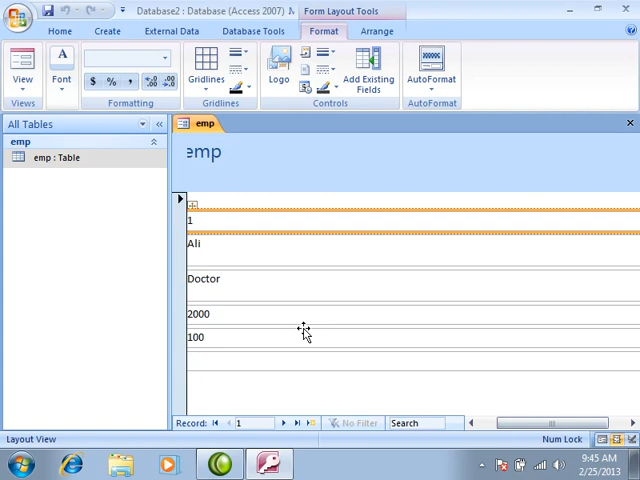 Database2 : Database (Access 2007) M
Form Layout Tools
Home
Create
External Data
Database Tools
Format
Arrange
View
Font
$ % ,
Gridlines
Logo
Add Existing
Fields
AutoFormat
Views
Formatting
Gridlines
Controls
AutoFormat
All Tables
emp
emp : Table
emp
emp
1
Ali
Doctor
2000
100
Record:
1
No Filter
Search
Layout View
Num Lock
9:45 AM
2/25/2013